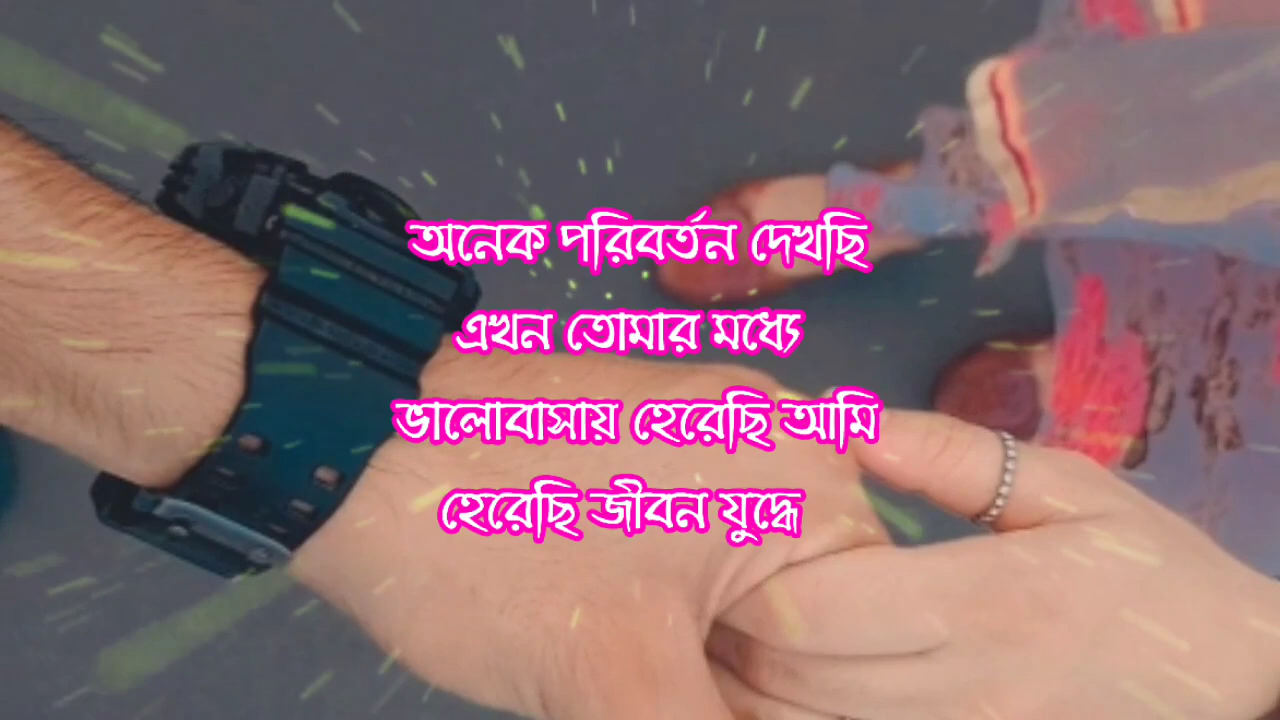 অনেক পরিবর্তন দেখছি
এখন তোমার মধ্যে
ভালোবাসায় হেরেছি আমি
হেরেছি জীবন যুদ্ধে